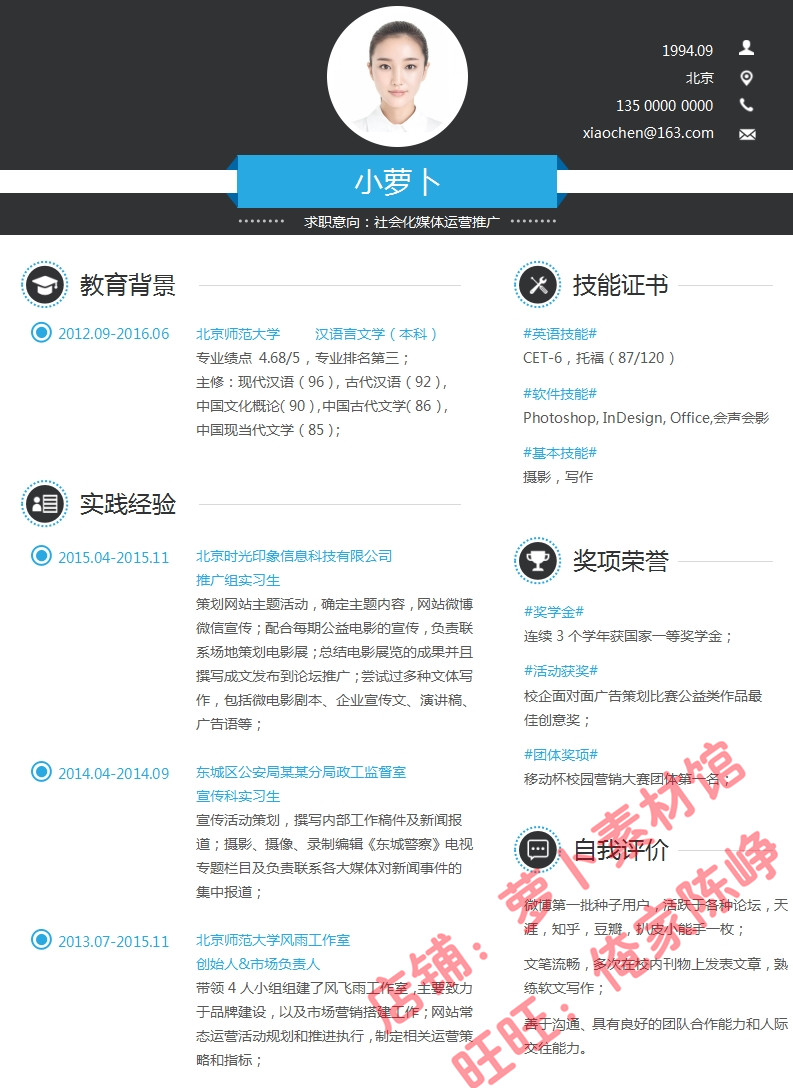 1994.09
北京
135 0000 0000
xiaochen@163.com
小萝卜
求职意向：社会化媒体运营推广
教育背景
2012.09-2016.06
北京师范大学 汉语言文学（本科）
专业绩点 4.68/5，专业排名第三；
主修：现代汉语（96），古代汉语（92），
中国文化概论（90），中国古代文学（86），
中国现当代文学（85）；
实践经验
2015.04-2015.11
北京时光印象信息科技有限公司
推广组实习生
策划网站主题活动，确定主题内容，网站微博
微信宣传；配合每期公益电影的宣传，负责联
系场地策划电影展；总结电影展览的成果并且
撰写成文发布到论坛推广；尝试过多种文体写
作，包括微电影剧本、企业宣传文、演讲稿、
广告语等；
2014.04-2014.09
东城区公安局某某分局政工监督室
宣传科实习生
宣传活动策划，撰写内部工作稿件及新闻报
道；摄影、摄像、录制编辑《东城警察》电视
专题栏目及负责联系各大媒体对新闻事件的
集中报道；
2013.07-2015.11
北京师范大学风雨工作室
创始人&市场负责人
带领 4 人小组组建了风飞雨工作室，主要致力
于品牌建设，以及市场营销搭建工作；网站常
态运营活动规划和推进执行，制定相关运营策
略和指标；
技能证书
#英语技能#
CET-6，托福（87/120）
#软件技能#
Photoshop, InDesign, Office,会声会影
#基本技能#
摄影，写作
奖项荣誉
#奖学金#
连续 3 个学年获国家一等奖学金；
#活动获奖#
校企面对面广告策划比赛公益类作品最
佳创意奖；
#团体奖项#
移动杯校园营销大赛团体第一名；
自我评价
微博第一批种子用户，活跃于各种论坛，天
涯，知乎，豆瓣，扒皮小能手一枚；
文笔流畅，多次在校内刊物上发表文章，熟
练软文写作；
善于沟通、具有良好的团队合作能力和人际
交往能力。
店铺：萝卜素材馆
旺旺：俺家陈峥